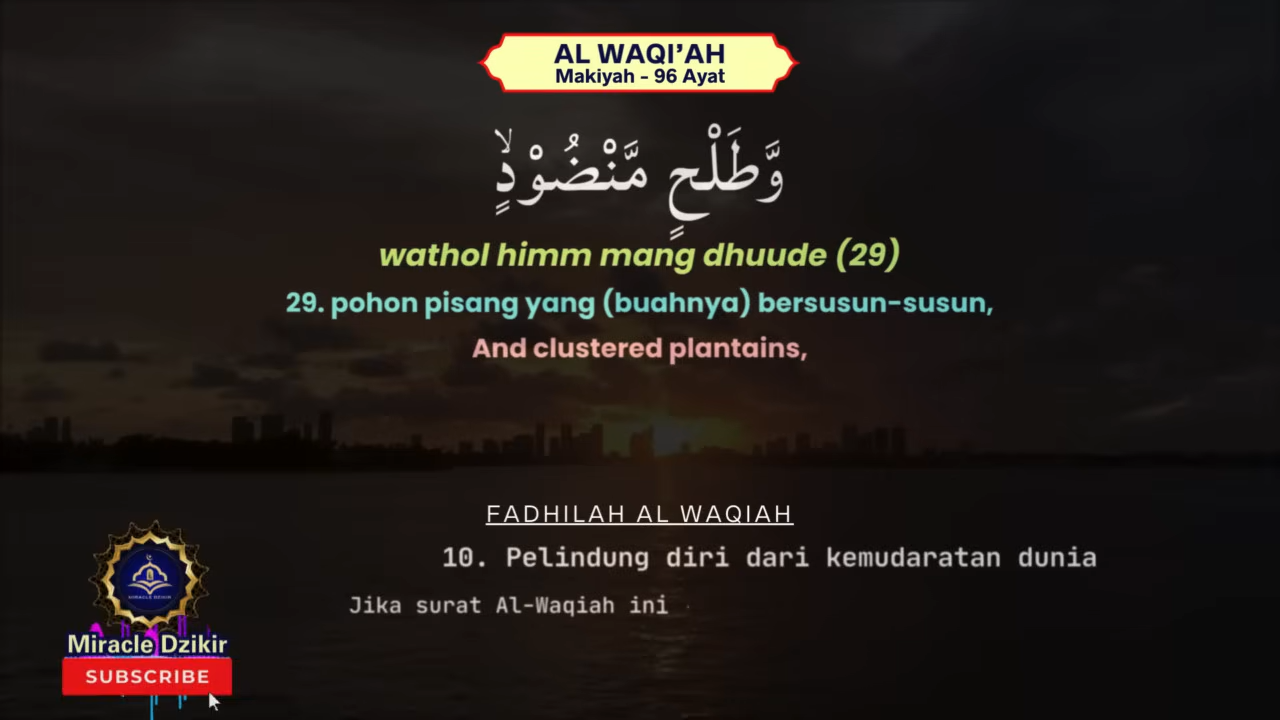 AL WAQI’AH
Makiyah - 96 Ayat
وَّطَلْحٍ مَّنْضُوْدٍۙ
wathol himm mang dhuude (29)
29. pohon pisang yang (buahnya) bersusun-susun,
And clustered plantains,
FADHILAH AL WAQIAH
10. Pelindung diri dari kemudaratan dunia
Jika surat Al-Waqiah ini
MIRACLE DZIKIR
Miracle Dzikir
SUBSCRIBE